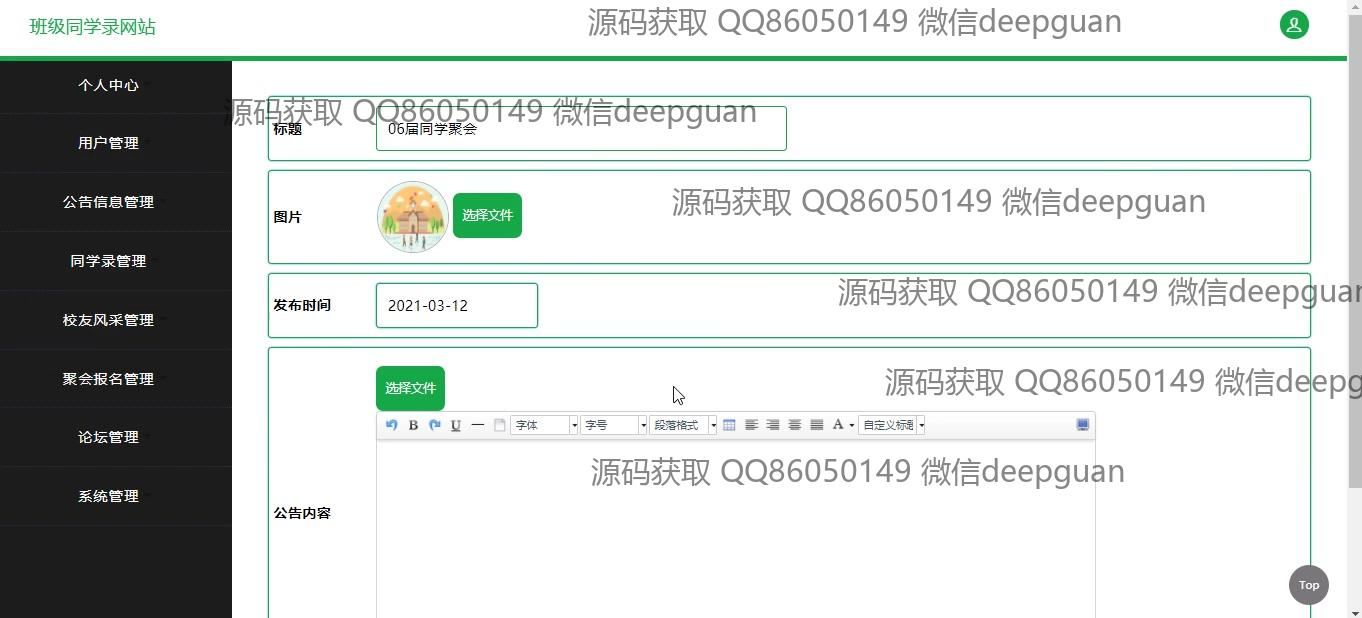 班级同学录网站
源码获取 QQ86050149 微信deepguan
个人中心
用户管理
公告信息管理
同学录管理
校友风采管理
聚会报名管理
论坛管理
系统管理
源码获取 QQ86050149 微信deepguan
标题
06届同学聚会
图片
选择文件
源码获取 QQ86050149 微信deepguan
发布时间
2021-03-12
源码获取 QQ86050149 微信deepguan
选择文件
源码获取 QQ86050149 微信deepg
B U 字体 字号 段落格式 A 自定义标题
源码获取 QQ86050149 微信deepguan
公告内容
Top